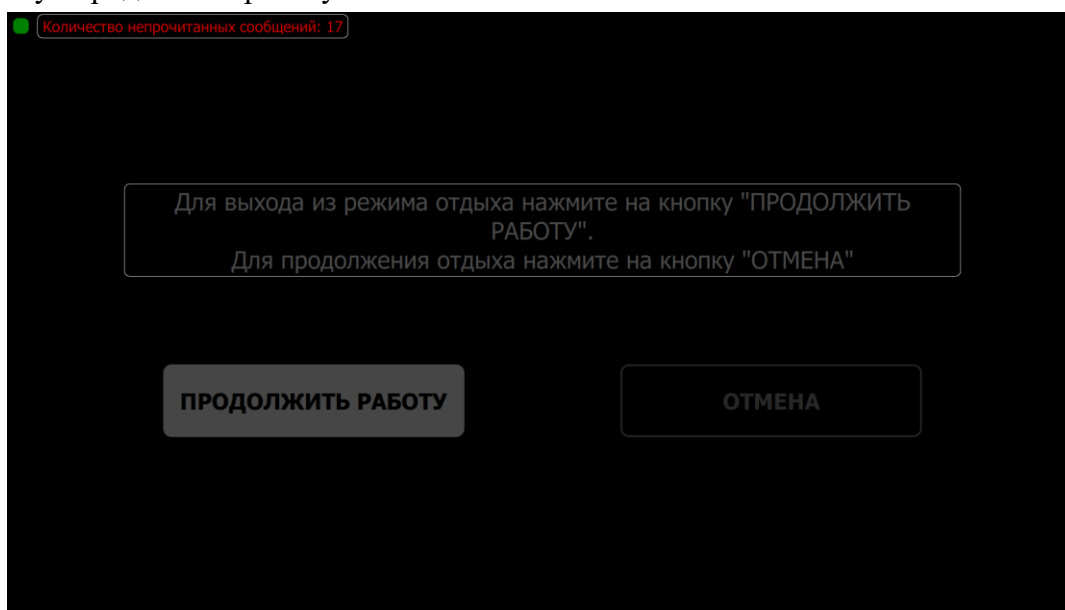 Количество непрочитанных сообщений: 17
Для выхода из режима отдыха нажмите на кнопку "ПРОДОЛЖИТЬ
РАБОТУ".
Для продолжения отдыха нажмите на кнопку "ОТМЕНА"
ПРОДОЛЖИТЬ РАБОТУ
ОТМЕНА